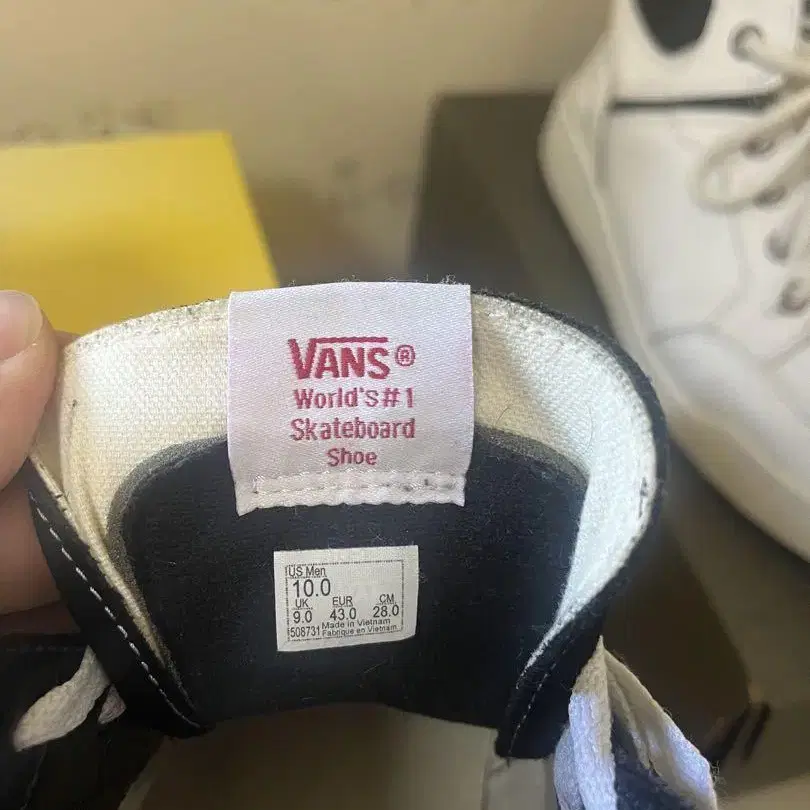 VANS®
World's#1
Skateboard
Shoe
US Men
10.0
UK EUR CM
9.0 43.0 28.0
508731 Made in Vietnam
Fabriqué en Vietnam